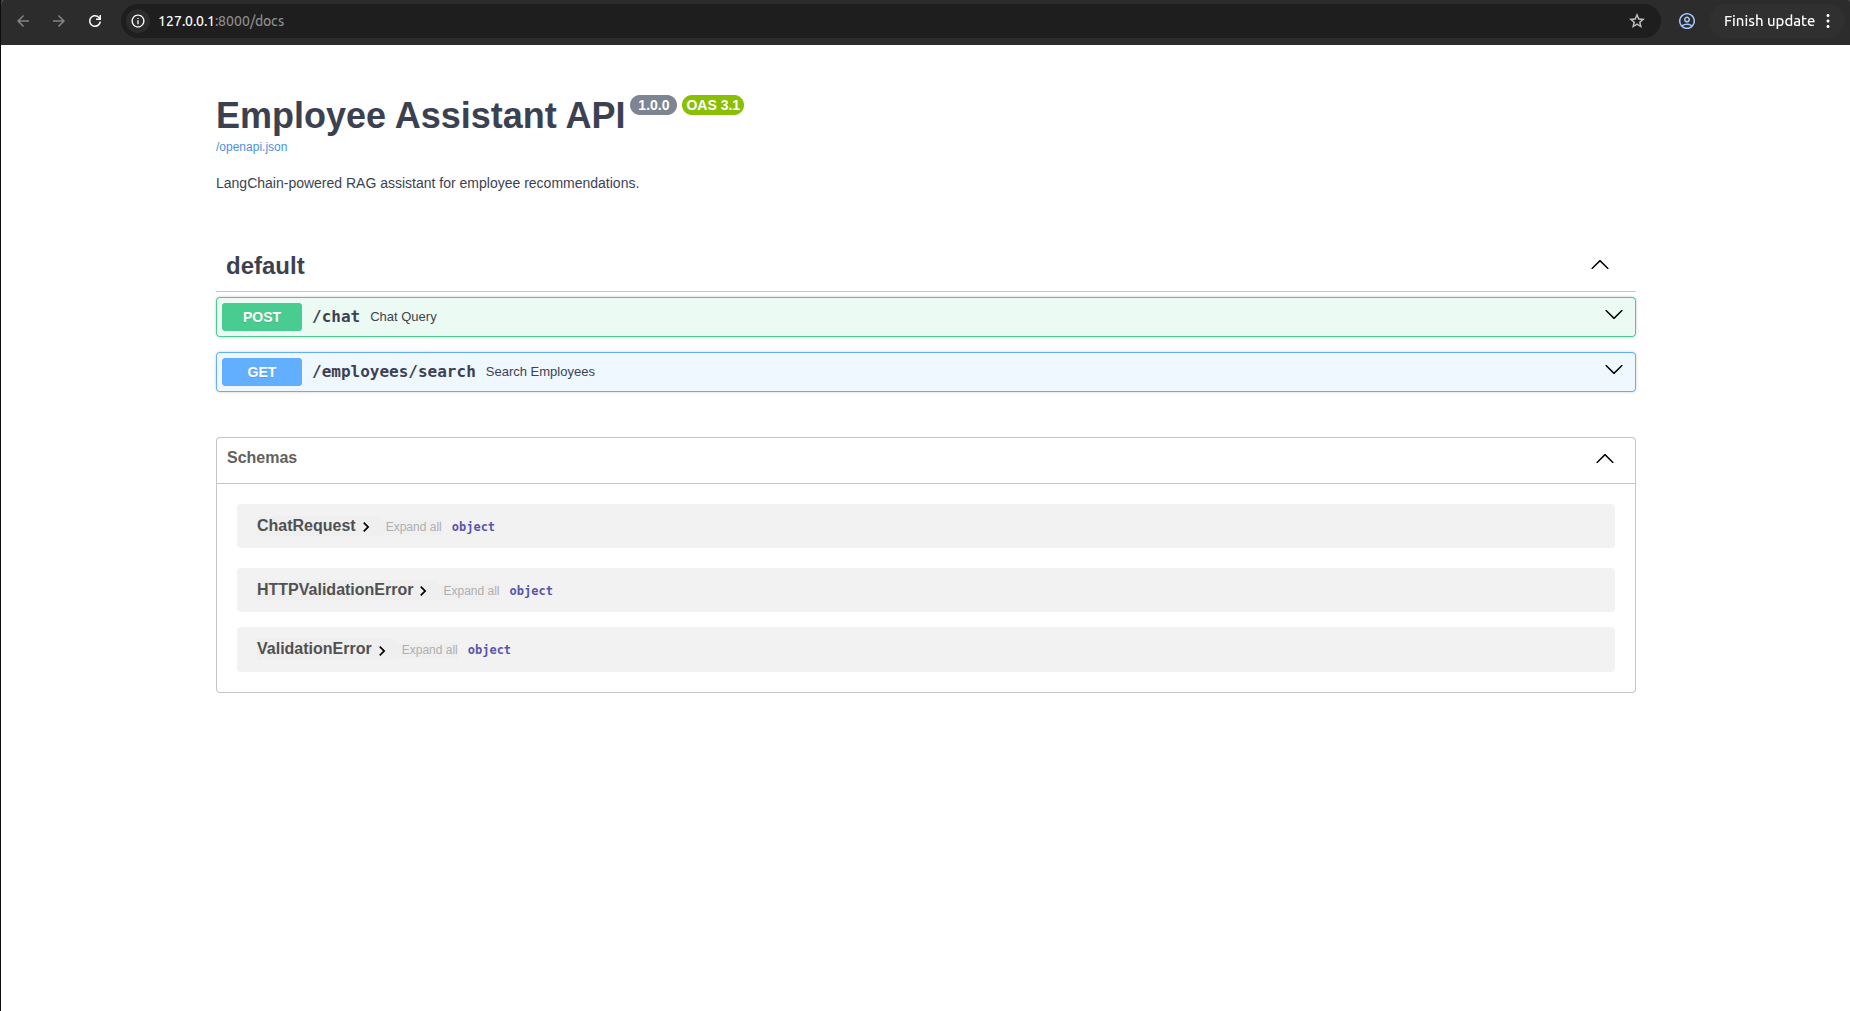 127.0.0.1:8000/docs
Finish update
Employee Assistant API 1.0.0 OAS 3.1
/openapi.json
LangChain-powered RAG assistant for employee recommendations.
default
POST /chat Chat Query
GET /employees/search Search Employees
Schemas
ChatRequest Expand all object
HTTPValidationError Expand all object
ValidationError Expand all object